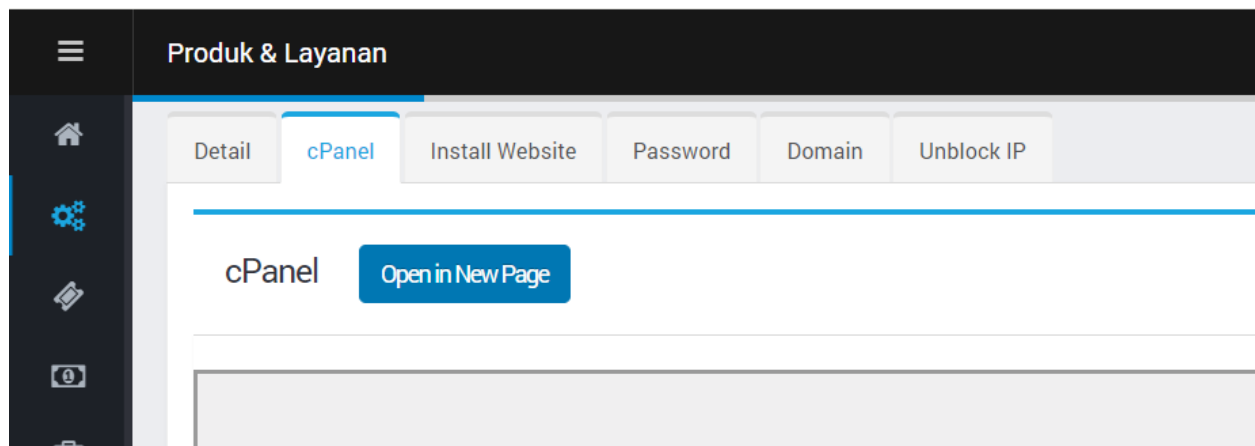 Produk & Layanan
Detail cPanel Install Website Password Domain Unblock IP
cPanel Open in New Page